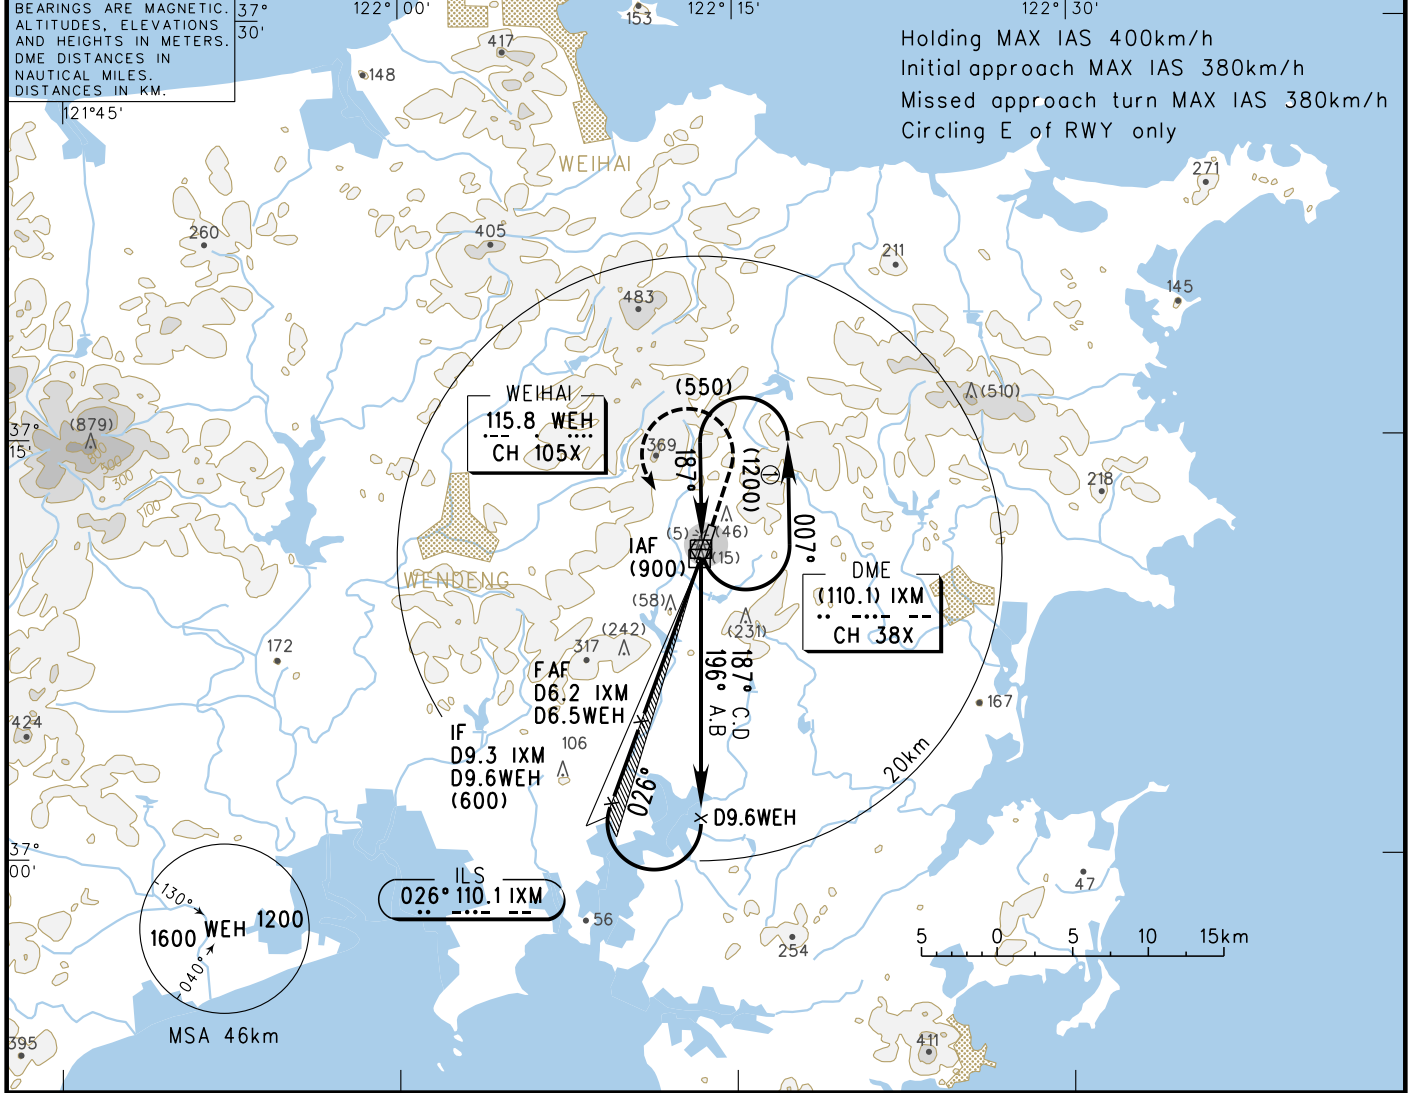 BEARINGS ARE MAGNETIC.
ALTITUDES, ELEVATIONS
AND HEIGHTS IN METERS.
DME DISTANCES IN
NAUTICAL MILES.
DISTANCES IN KM.
37°
30'
121°45'
122°00'
122°15'
122°30'
Holding MAX IAS 400km/h
Initial approach MAX IAS 380km/h
Missed approach turn MAX IAS 380km/h
Circling E of RWY only
153
417
148
WEIHAI
271
260
405
211
145
483
(550)
(510)
WEIHAI
115.8 WEH
CH 105X
(879)
300
100
37°
15'
369
187°
(1200)
①
007°
218
(5)
(46)
(15)
IAF
(900)
WENDENG
DME
(110.1) IXM
CH 38X
(58)
(231)
(242)
317
172
FAF
D6.2 IXM
D6.5WEH
187° C.D
196° A.B
167
424
IF
D9.3 IXM
D9.6WEH
(600)
106
026°
20km
D9.6WEH
37°
00'
ILS
026° 110.1 IXM
47
130°
1600
WEH
1200
040°
MSA 46km
56
254
5 0 5 10 15km
395
411